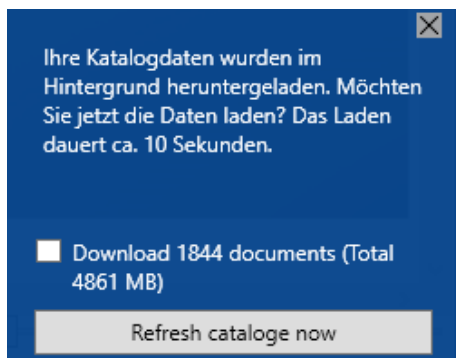 Ihre Katalogdaten wurden im
Hintergrund heruntergeladen. Möchten
Sie jetzt die Daten laden? Das Laden
dauert ca. 10 Sekunden.
Download 1844 documents (Total
4861 MB)
Refresh cataloge now